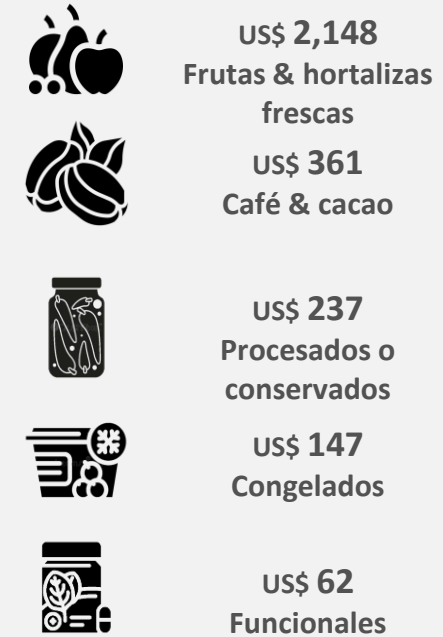 US$ 2,148
Frutas & hortalizas
frescas
US$ 361
Café & cacao
US$ 237
Procesados o
conservados
US$ 147
Congelados
US$ 62
Funcionales